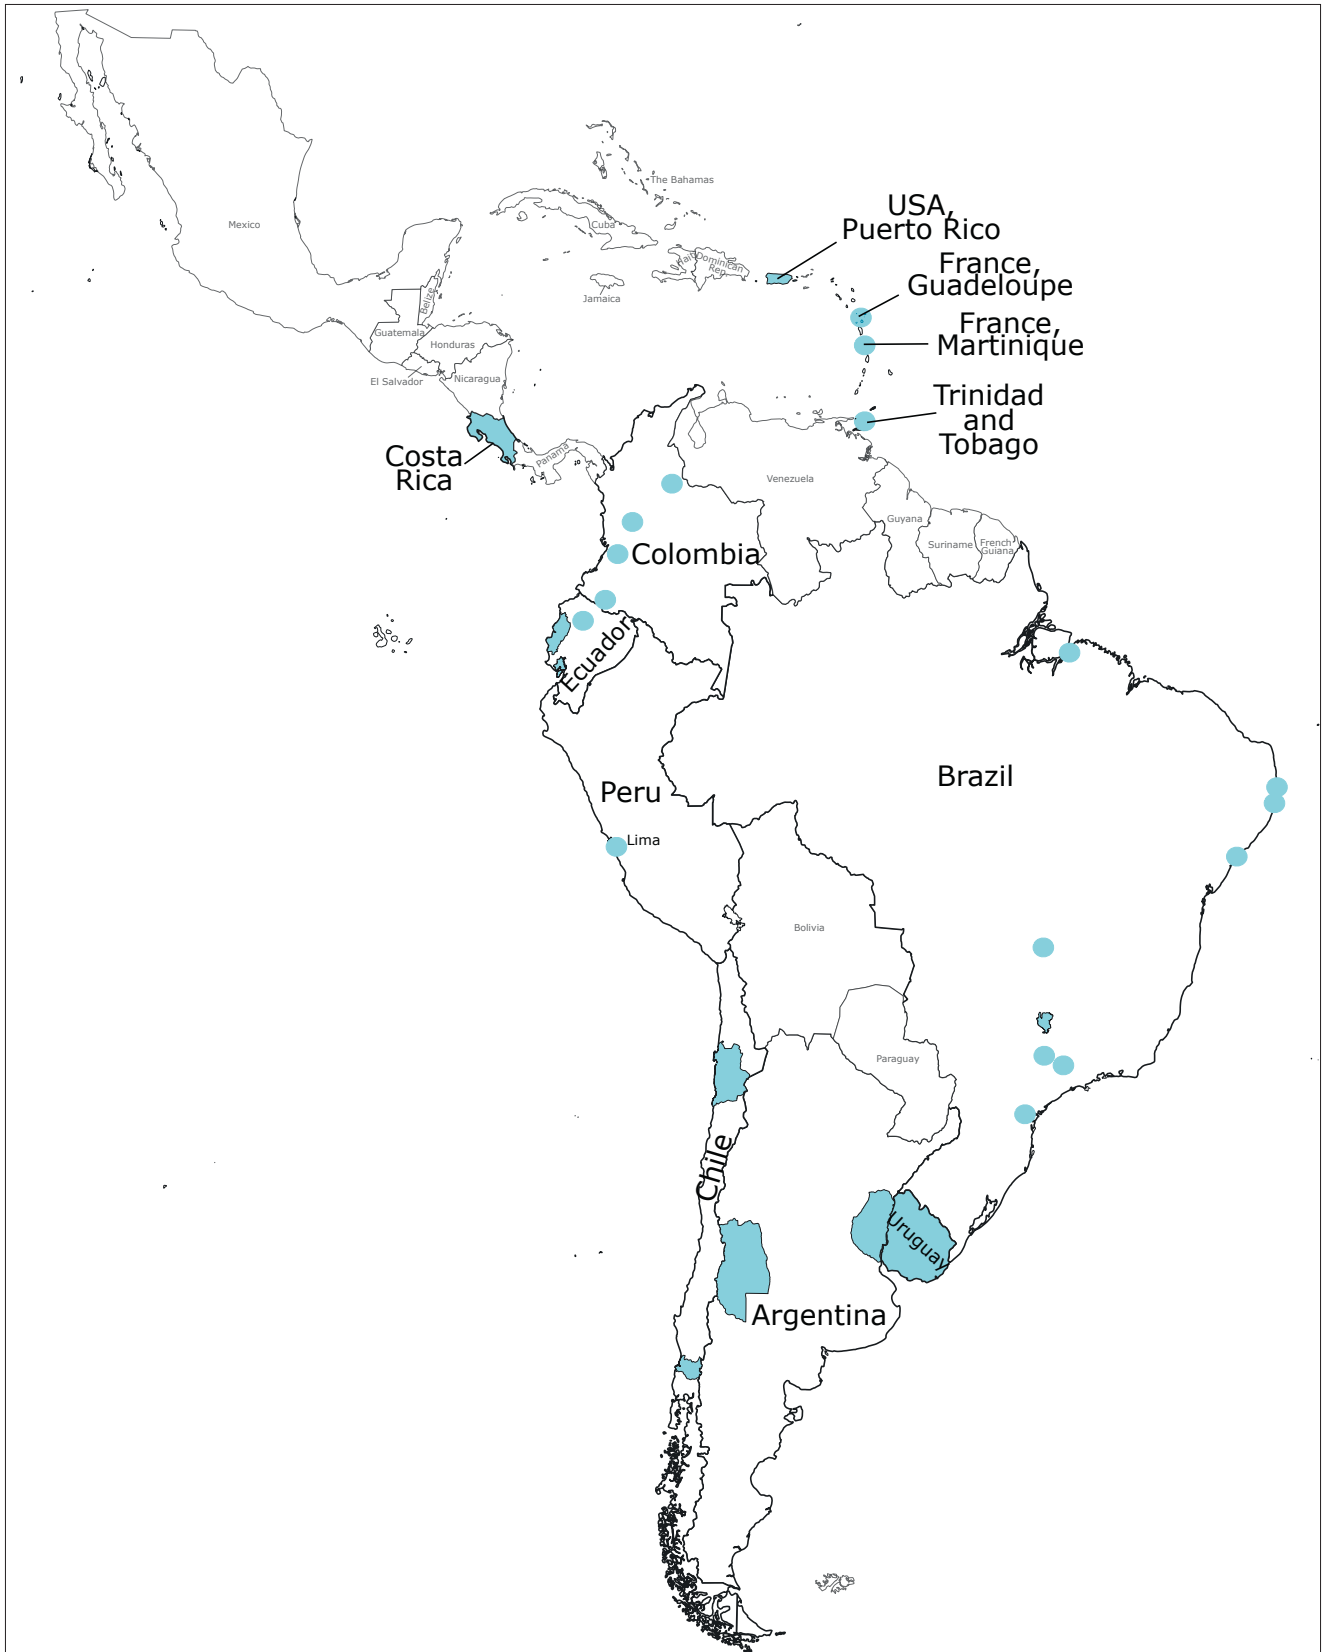 Mexico
The Bahamas
Cuba
Haiti
Dominican
Rep.
Jamaica
USA,
Puerto Rico
France,
Guadeloupe
France,
Martinique
Trinidad
and
Tobago
Belize
Guatemala
Honduras
El Salvador
Nicaragua
Costa
Rica
Panama
Venezuela
Guyana
Suriname
French
Guiana
Colombia
Ecuador
Peru
Lima
Brazil
Bolivia
Paraguay
Chile
Uruguay
Argentina